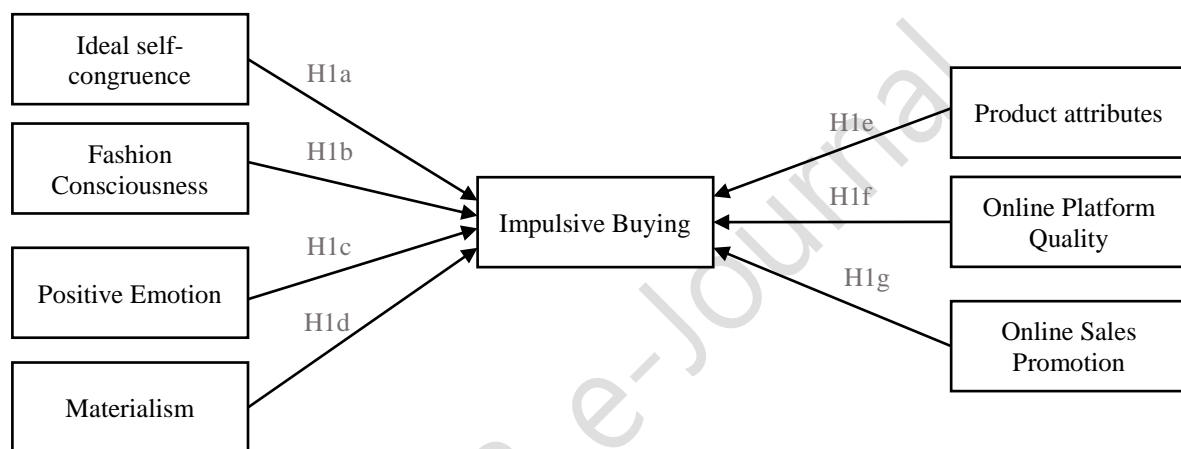 Ideal self-
congruence
H1a
Fashion
Consciousness
H1b
Positive Emotion
H1c
Materialism
H1d
Impulsive Buying
Product attributes
H1e
Online Platform
Quality
H1f
Online Sales
Promotion
H1g
e-Journal